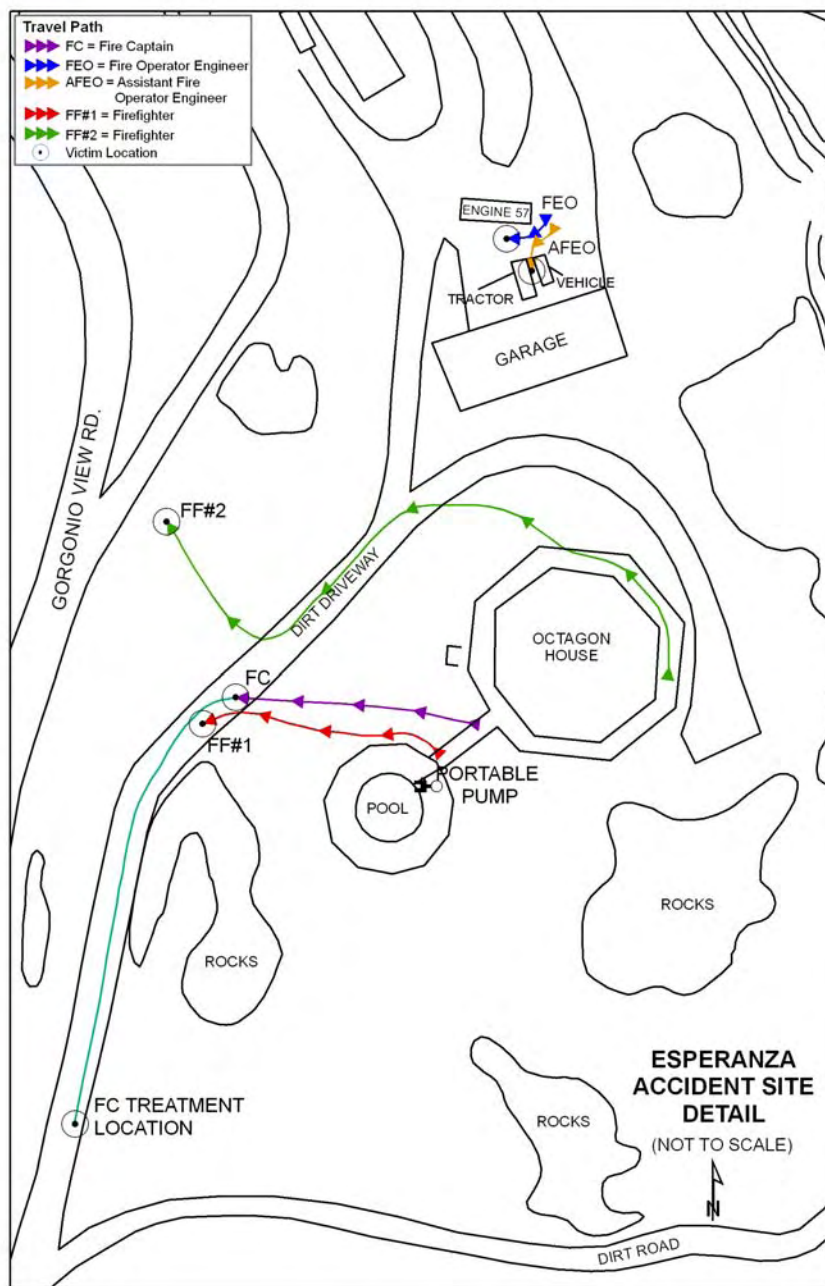 Travel Path
FC = Fire Captain
FEO = Fire Operator Engineer
AFEO = Assistant Fire
Operator Engineer
FF#1 = Firefighter
FF#2 = Firefighter
Victim Location
ENGINE 57
FEO
AFEO
TRACTOR
VEHICLE
GARAGE
GORGONIO VIEW RD.
FF#2
DIRT DRIVEWAY
OCTAGON
HOUSE
FC
FF#1
PORTABLE
PUMP
POOL
ROCKS
ROCKS
FC TREATMENT
LOCATION
ROCKS
ESPERANZA
ACCIDENT SITE
DETAIL
(NOT TO SCALE)
N
DIRT ROAD